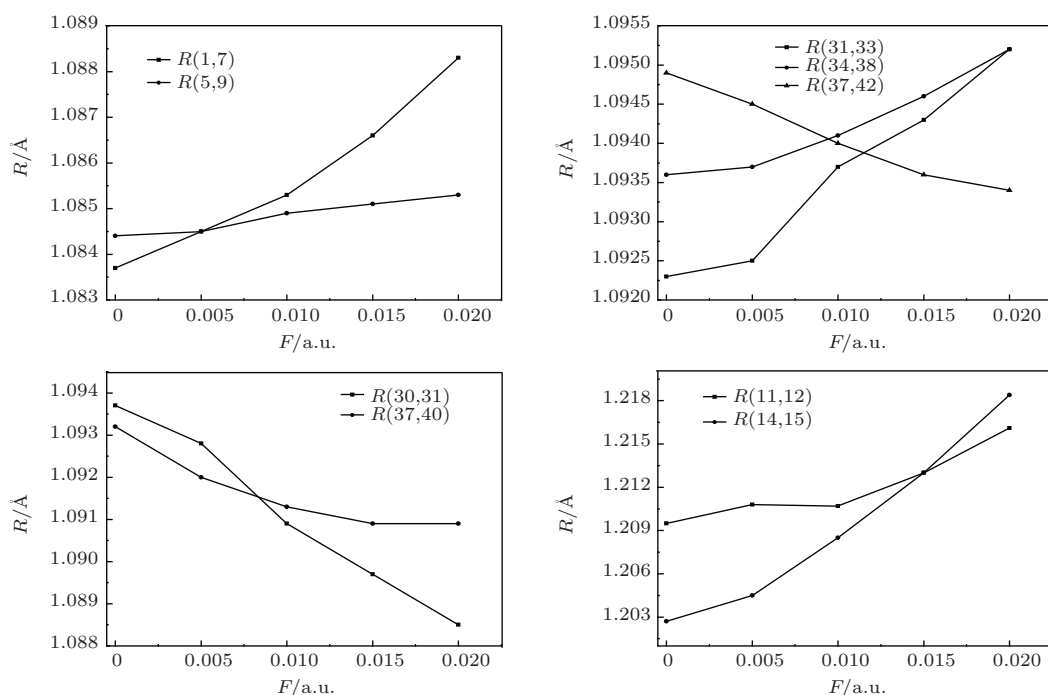 1.089
1.088
1.087
1.086
1.085
1.084
1.083
R/Å
R(1,7)
R(5,9)
0 0.005 0.010 0.015 0.020
F/a.u.
1.0955
1.0950
1.0945
1.0940
1.0935
1.0930
1.0925
1.0920
R/Å
R(31,33)
R(34,38)
R(37,42)
0 0.005 0.010 0.015 0.020
F/a.u.
1.094
1.093
1.092
1.091
1.090
1.089
1.088
R/Å
R(30,31)
R(37,40)
0 0.005 0.010 0.015 0.020
F/a.u.
1.218
1.215
1.212
1.209
1.206
1.203
R/Å
R(11,12)
R(14,15)
0 0.005 0.010 0.015 0.020
F/a.u.